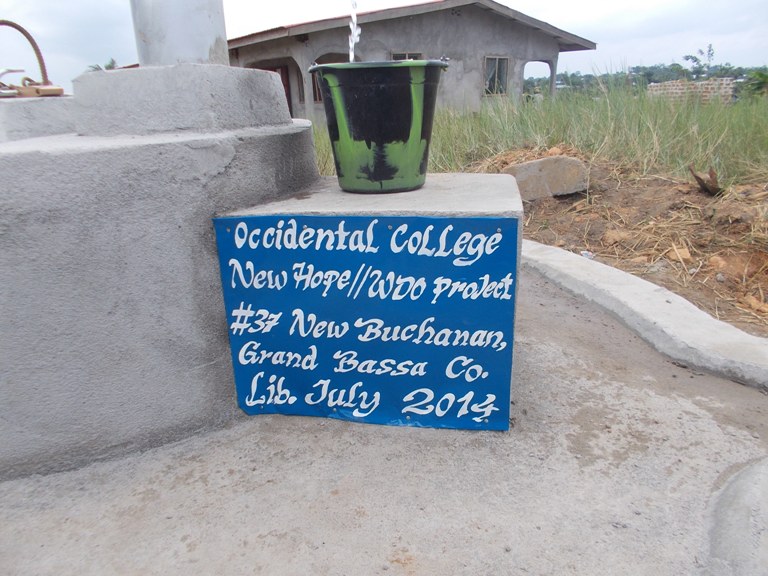 Occidental College
New Hope//WDO project
#37 New Buchanan,
Grand Bassa Co.
Lib. July 2014